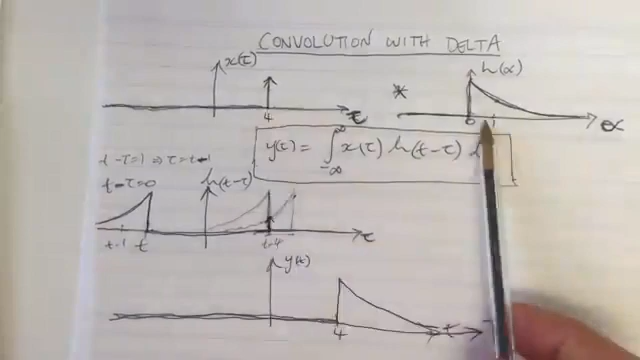 CONVOLUTION WITH DELTA
x(τ)
h(α)
*
4
τ
0
1
α
y(t) = ∫ x(τ) h(t-τ)
∞
-∞
t-τ=1 ⇒ τ=t-1
t-τ=0
h(t-τ)
t-1
t
t=4
τ
y(t)
4
t